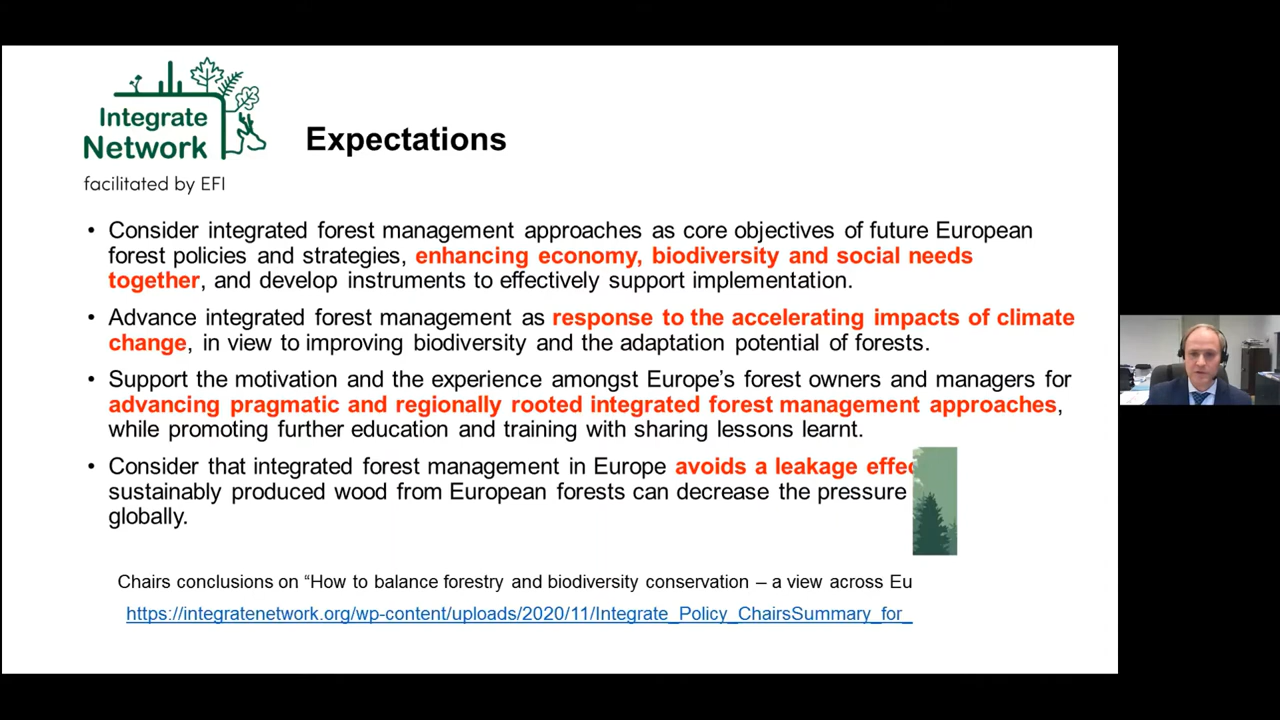 Integrate
Network
facilitated by EFI
Expectations
• Consider integrated forest management approaches as core objectives of future European
forest policies and strategies, enhancing economy, biodiversity and social needs
together, and develop instruments to effectively support implementation.
• Advance integrated forest management as response to the accelerating impacts of climate
change, in view to improving biodiversity and the adaptation potential of forests.
• Support the motivation and the experience amongst Europe’s forest owners and managers for
advancing pragmatic and regionally rooted integrated forest management approaches,
while promoting further education and training with sharing lessons learnt.
• Consider that integrated forest management in Europe avoids a leakage
sustainably produced wood from European forests can decrease the pressure
globally.
Chairs conclusions on “How to balance forestry and biodiversity conservation – a view across
https://integratenetwork.org/wp-content/uploads/2020/11/Integrate_Policy_ChairsSummary_for_